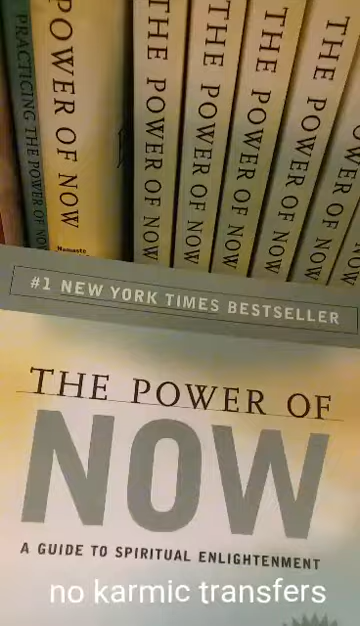 PRACTICING THE POWER OF NO
POWER OF NOW
THE POWER OF NOW
THE POWER OF NOW
THE POWER OF NOW
THE POWER OF NOW
POWER OF NOW
#1 NEW YORK TIMES BESTSELLER
THE POWER OF
NOW
A GUIDE TO SPIRITUAL ENLIGHTENMENT
no karmic transfers